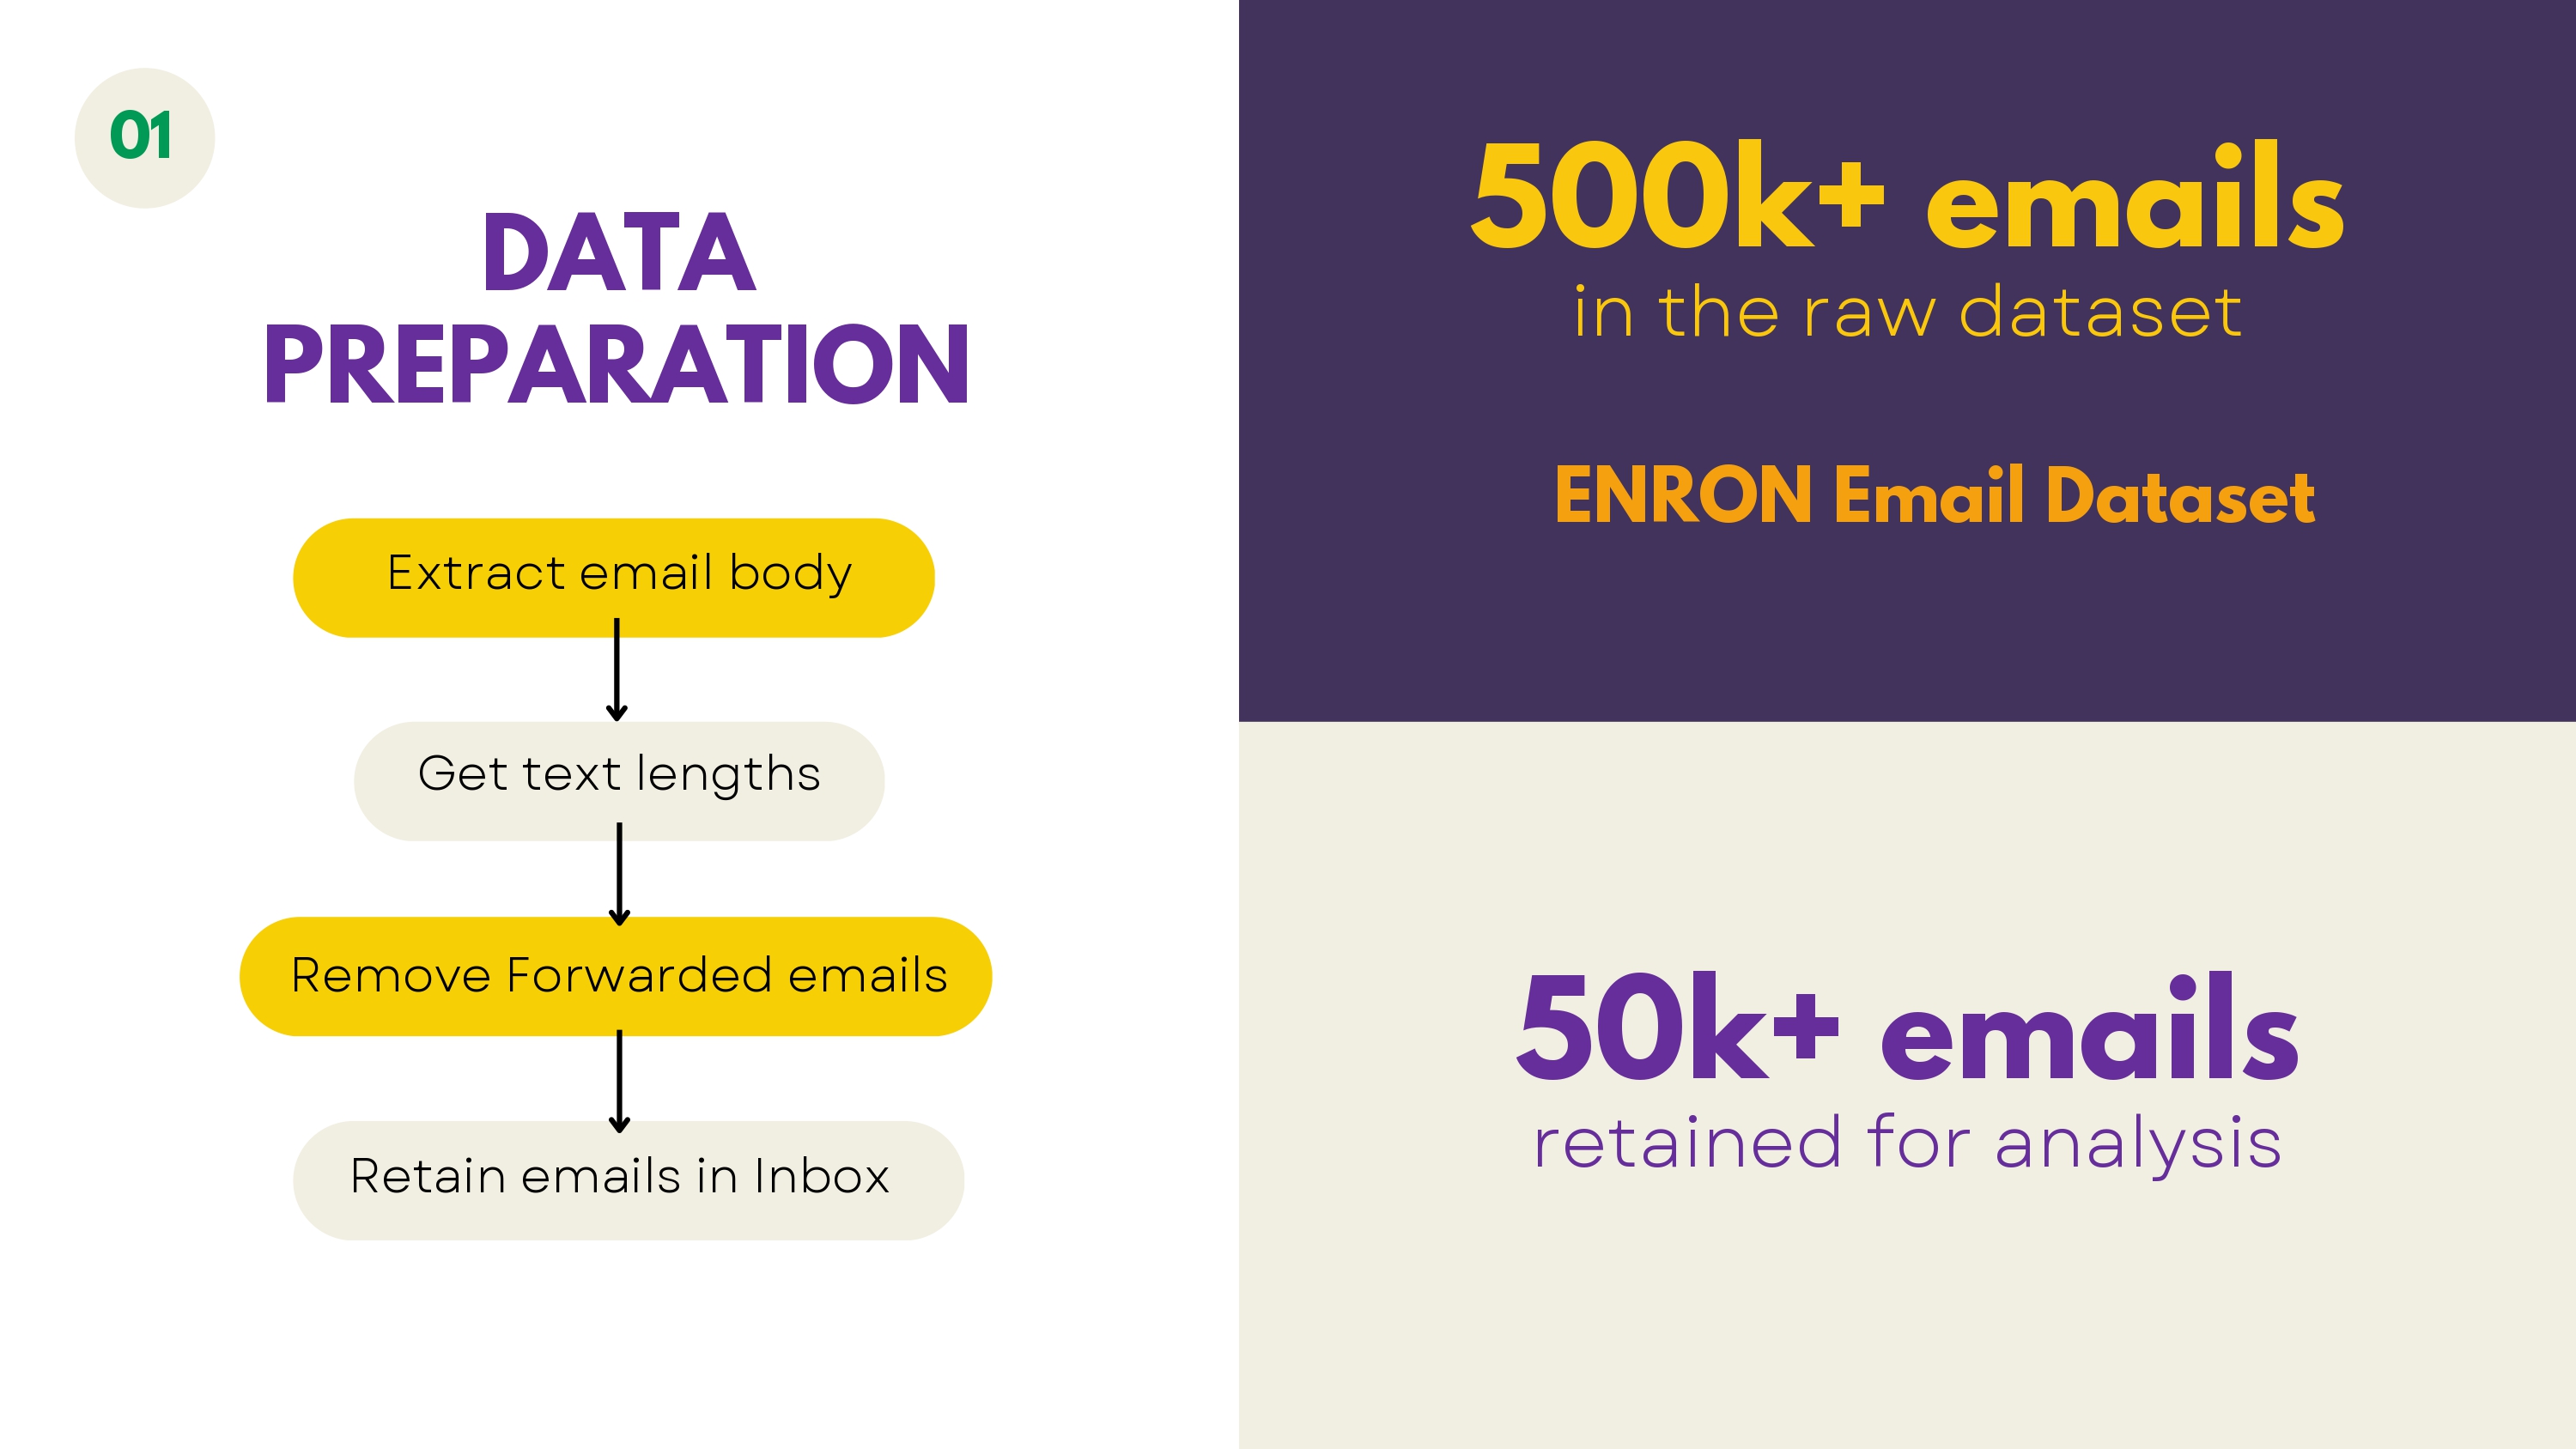 01
DATA
PREPARATION
Extract email body
Get text lengths
Remove Forwarded emails
Retain emails in Inbox
500k+ emails
in the raw dataset
ENRON Email Dataset
50k+ emails
retained for analysis